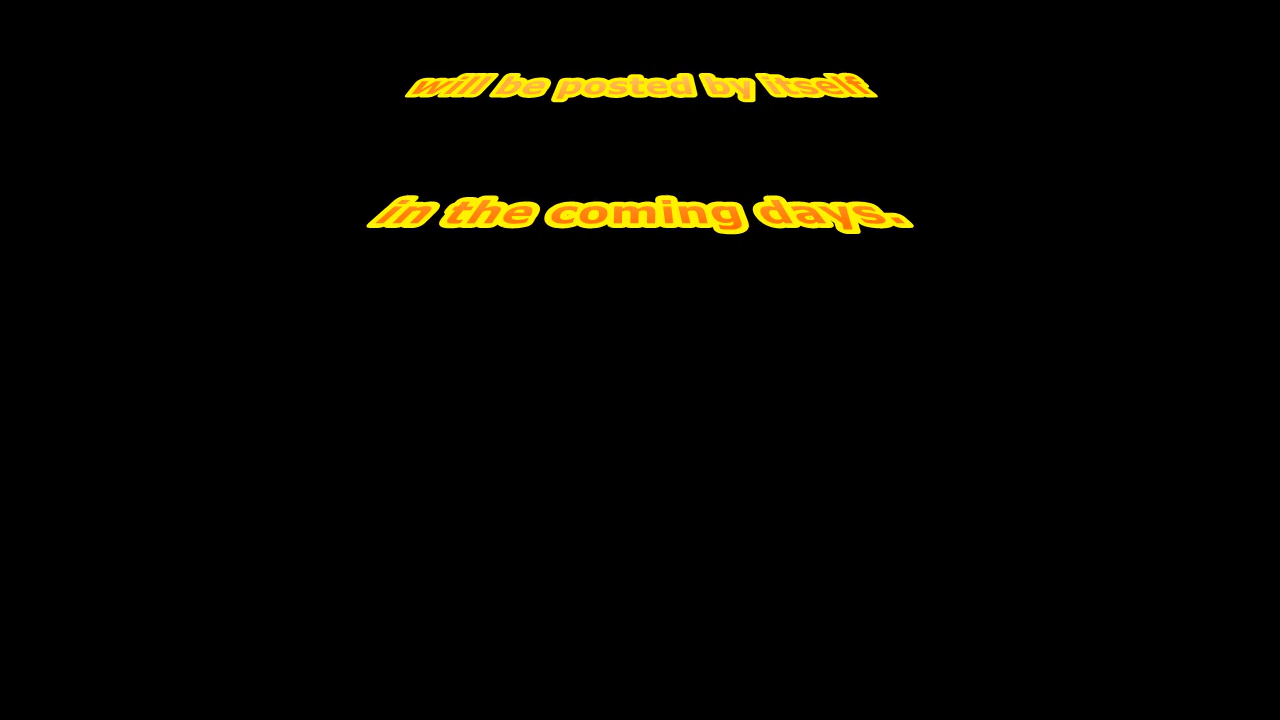 will be posted by itself
in the coming days.